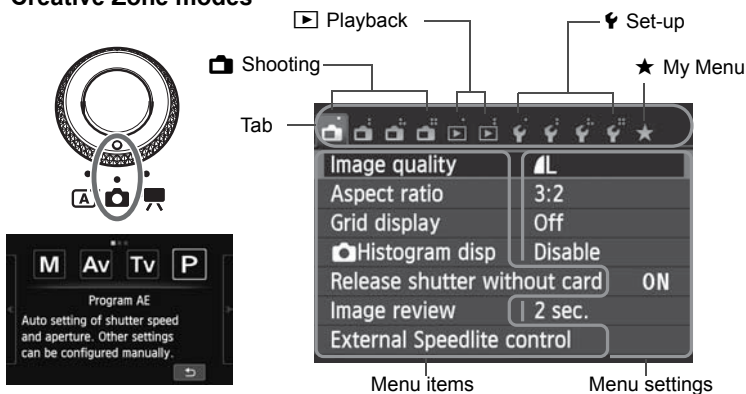 Creative Zone modes
Playback
Set-up
Shooting
My Menu
Tab
Image quality L
Aspect ratio 3:2
Grid display Off
Histogram disp Disable
Release shutter without card ON
Image review 2 sec.
External Speedlite control
A
M Av Tv P
Program AE
Auto setting of shutter speed
and aperture. Other settings
can be configured manually.
Menu items Menu settings